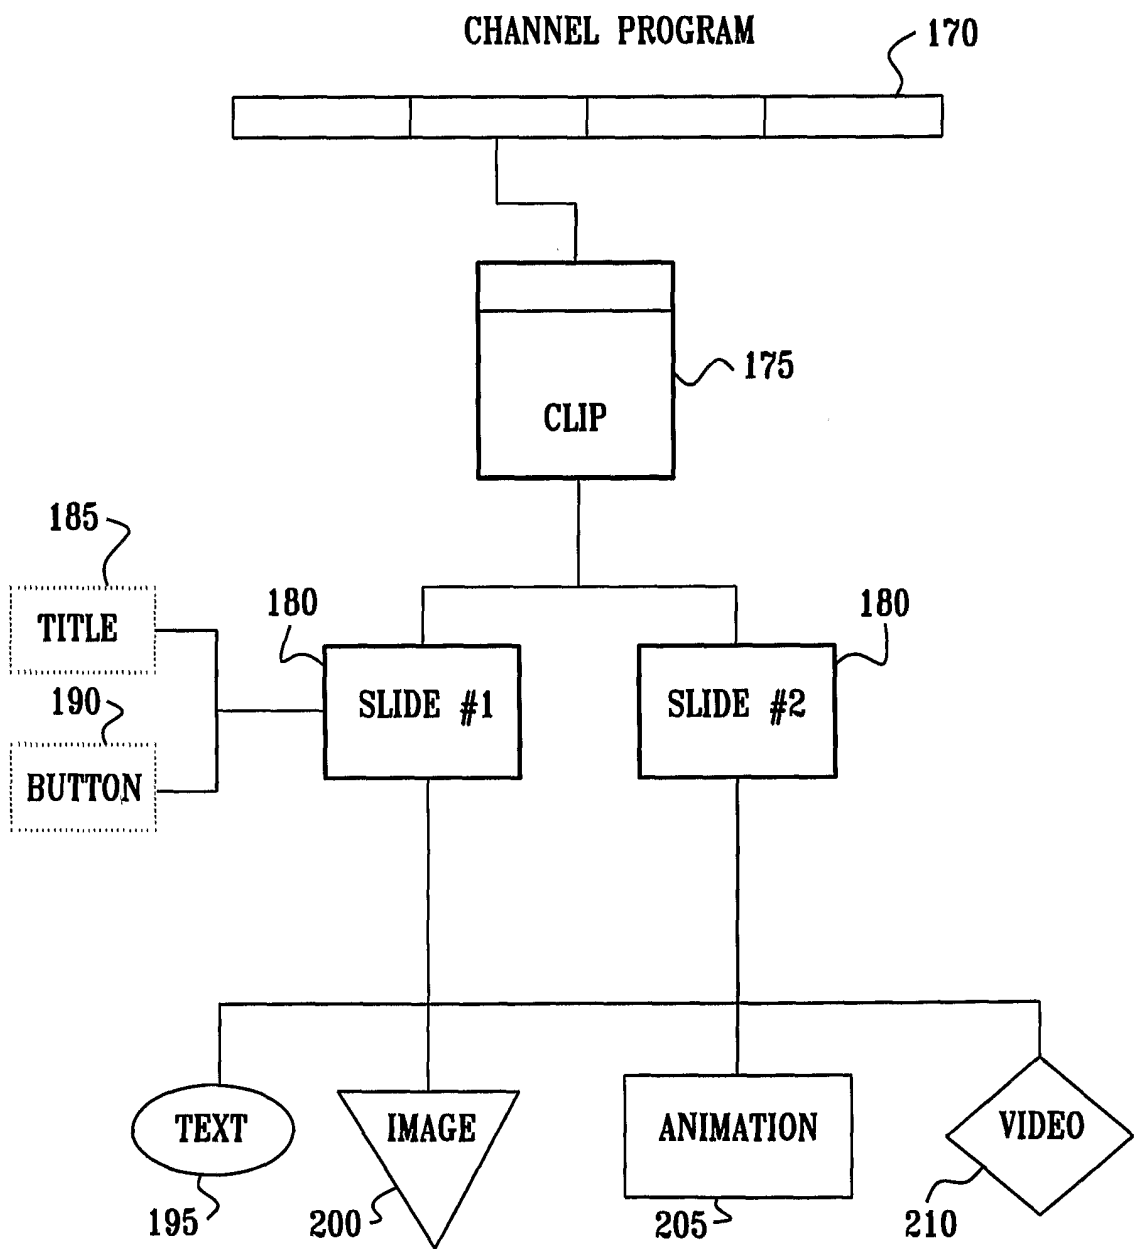 CHANNEL PROGRAM
170
175
CLIP
185
TITLE
180
180
SLIDE #1
SLIDE #2
190
BUTTON
TEXT
IMAGE
ANIMATION
VIDEO
195
200
205
210